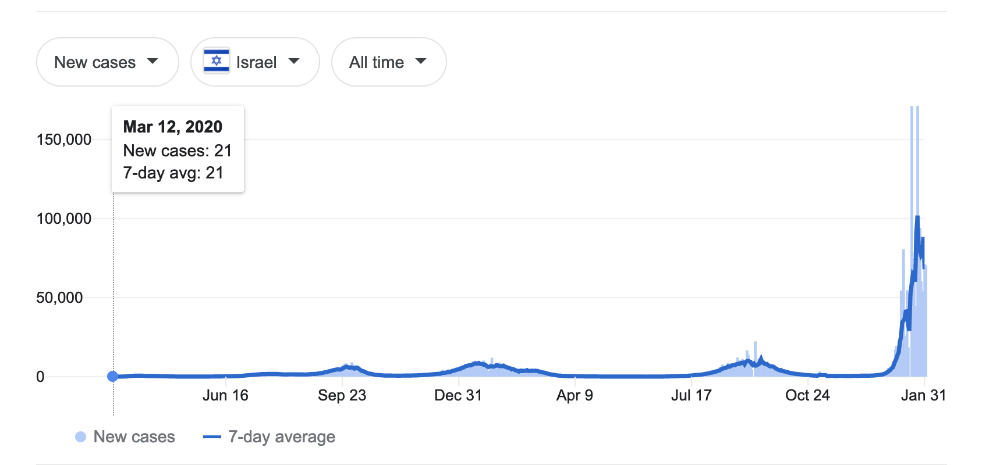 New cases
Israel
All time
Mar 12, 2020
New cases: 21
7-day avg: 21
150,000
100,000
50,000
0
Jun 16
Sep 23
Dec 31
Apr 9
Jul 17
Oct 24
Jan 31
New cases
7-day average